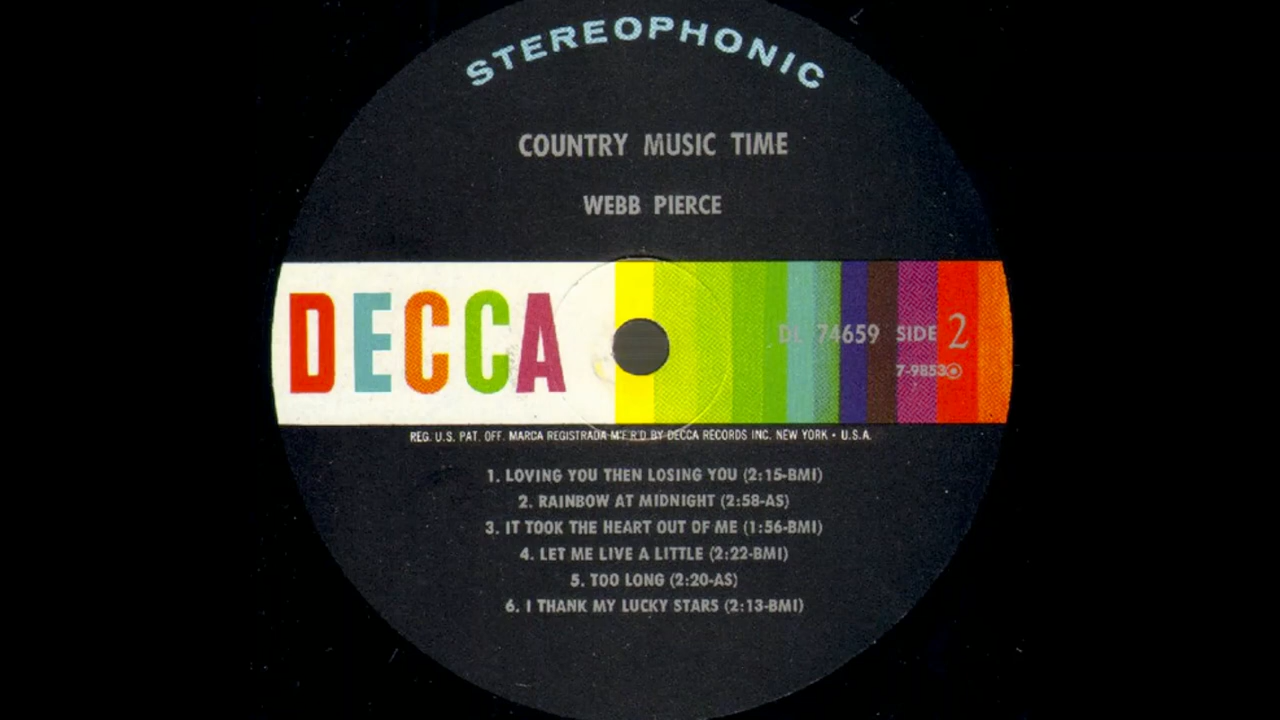 STEREOPHONIC
COUNTRY MUSIC TIME
WEBB PIERCE
DECCA
DL 74659 SIDE 2
7-9853
REG. U.S. PAT. OFF. MARCA REGISTRADA M'F'R'D BY DECCA RECORDS INC. NEW YORK • U.S.A.
1. LOVING YOU THEN LOSING YOU (2:15-BMI)
2. RAINBOW AT MIDNIGHT (2:58-AS)
3. IT TOOK THE HEART OUT OF ME (1:56-BMI)
4. LET ME LIVE A LITTLE (2:22-BMI)
5. TOO LONG (2:20-AS)
6. I THANK MY LUCKY STARS (2:13-BMI)